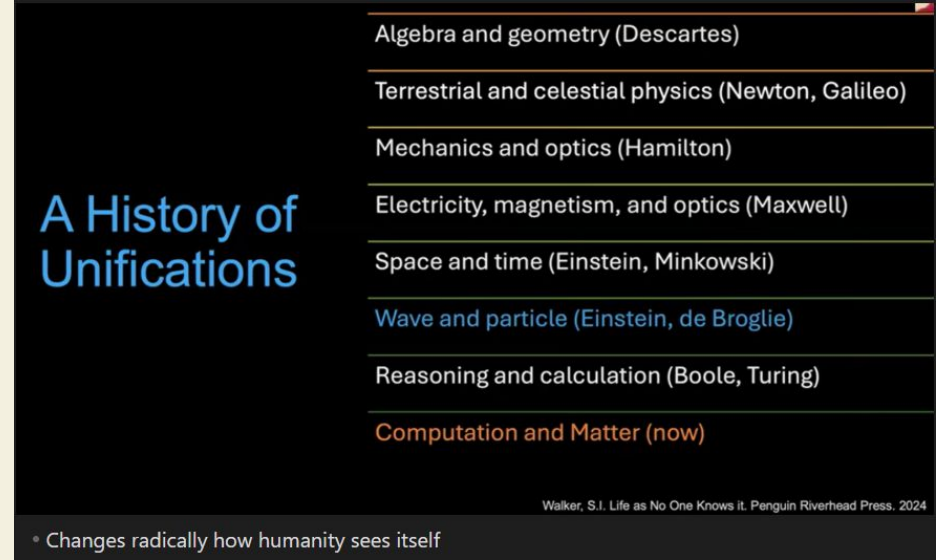 A History of
Unifications
Algebra and geometry (Descartes)
Terrestrial and celestial physics (Newton, Galileo)
Mechanics and optics (Hamilton)
Electricity, magnetism, and optics (Maxwell)
Space and time (Einstein, Minkowski)
Wave and particle (Einstein, de Broglie)
Reasoning and calculation (Boole, Turing)
Computation and Matter (now)
Walker, S.I. Life as No One Knows it. Penguin Riverhead Press. 2024
• Changes radically how humanity sees itself